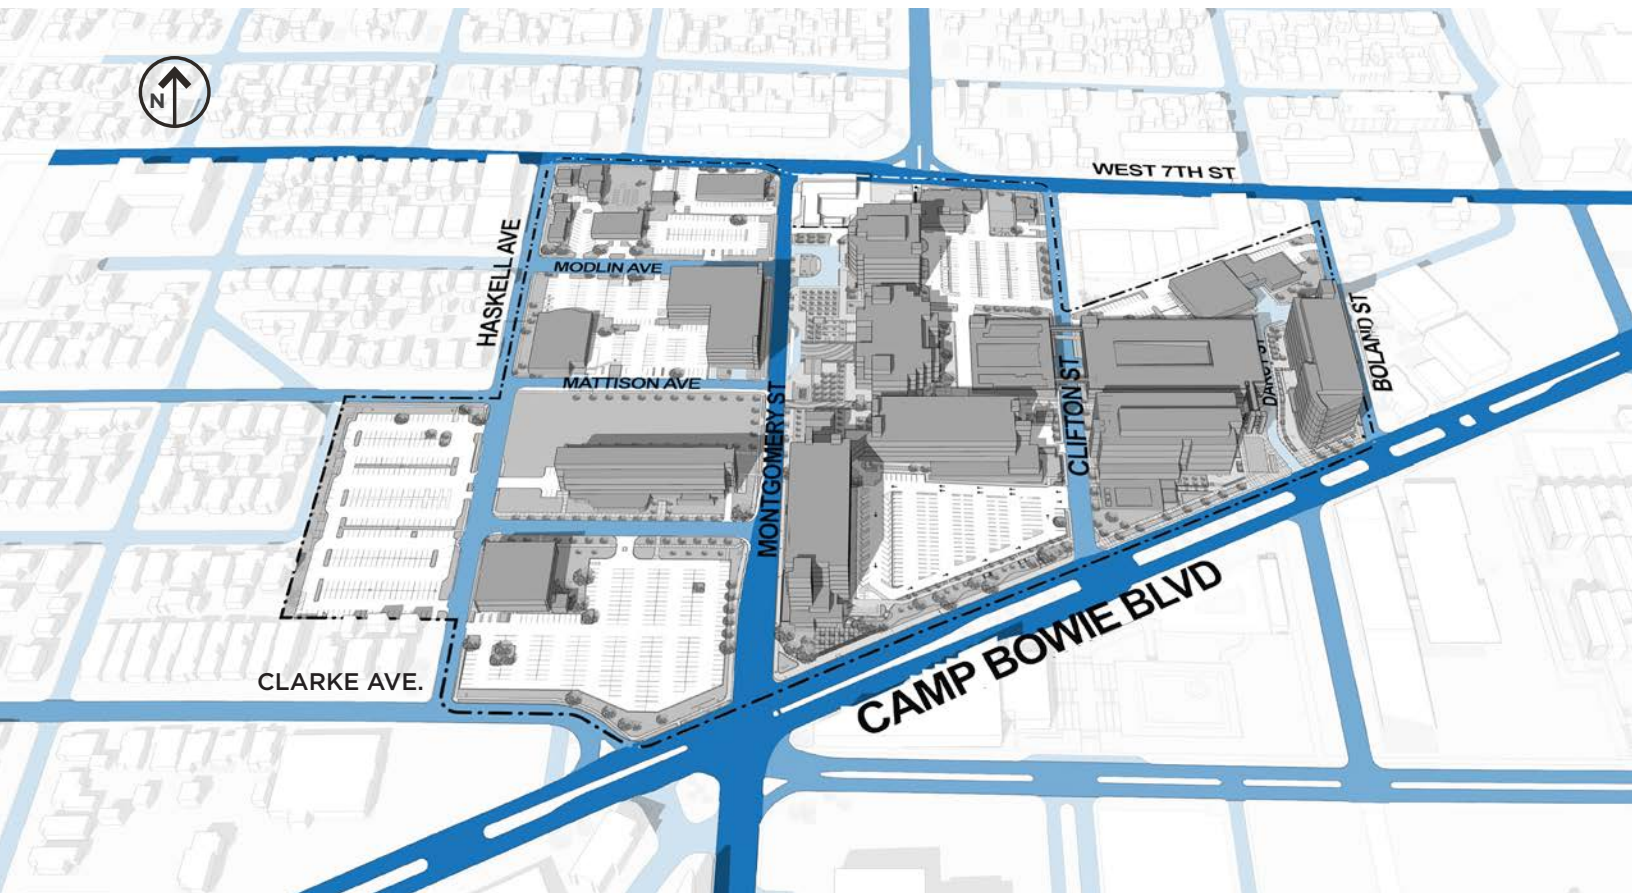 N
WEST 7TH ST
HASKELL AVE
MODLIN AVE
BOLAND ST
MATTISON AVE
MONTGOMERY ST
CLIFTON ST
CAMP BOWIE BLVD
CLARKE AVE.